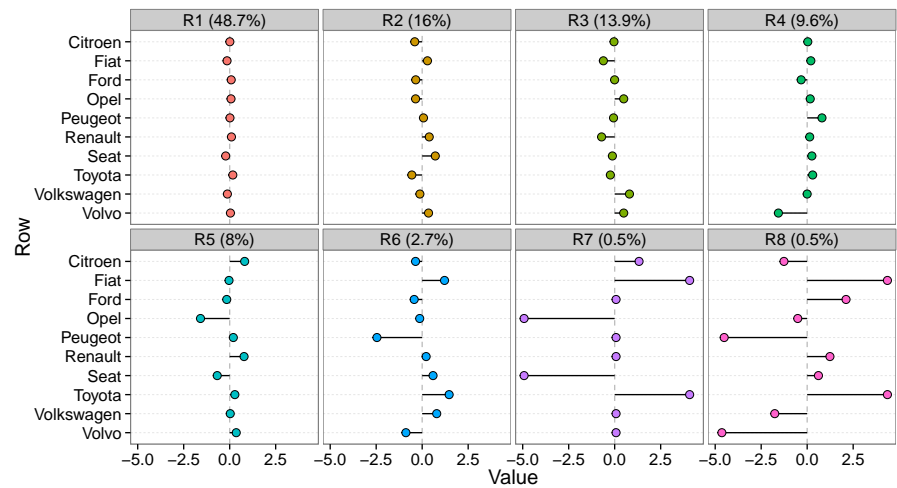 R1 (48.7%) R2 (16%) R3 (13.9%) R4 (9.6%)
Citroen
Fiat
Ford
Opel
Peugeot
Renault
Seat
Toyota
Volkswagen
Volvo
Row
R5 (8%) R6 (2.7%) R7 (0.5%) R8 (0.5%)
Citroen
Fiat
Ford
Opel
Peugeot
Renault
Seat
Toyota
Volkswagen
Volvo
−5.0 −2.5 0.0 2.5 −5.0 −2.5 0.0 2.5 −5.0 −2.5 0.0 2.5 −5.0 −2.5 0.0 2.5
Value